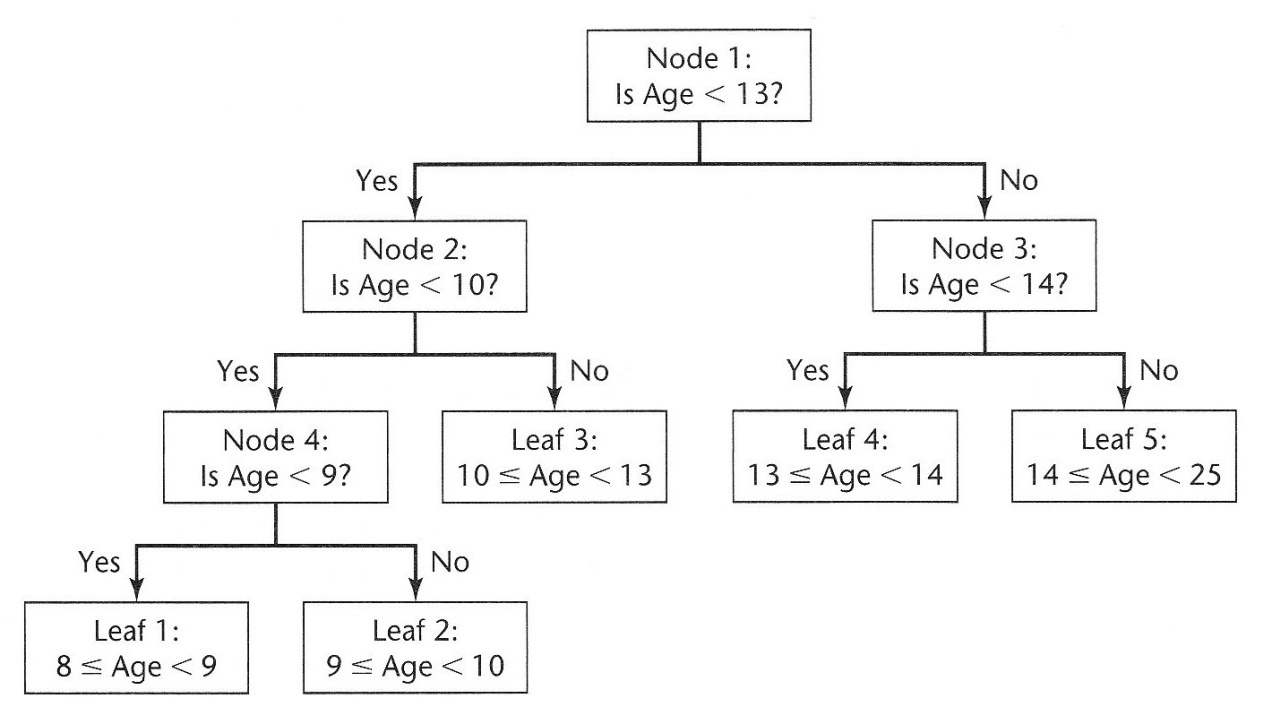 Node 1:
Is Age < 13?
Yes
No
Node 2:
Is Age < 10?
Node 3:
Is Age < 14?
Yes
No
Yes
No
Node 4:
Is Age < 9?
Leaf 3:
10 ≤ Age < 13
Leaf 4:
13 ≤ Age < 14
Leaf 5:
14 ≤ Age < 25
Yes
No
Leaf 1:
8 ≤ Age < 9
Leaf 2:
9 ≤ Age < 10